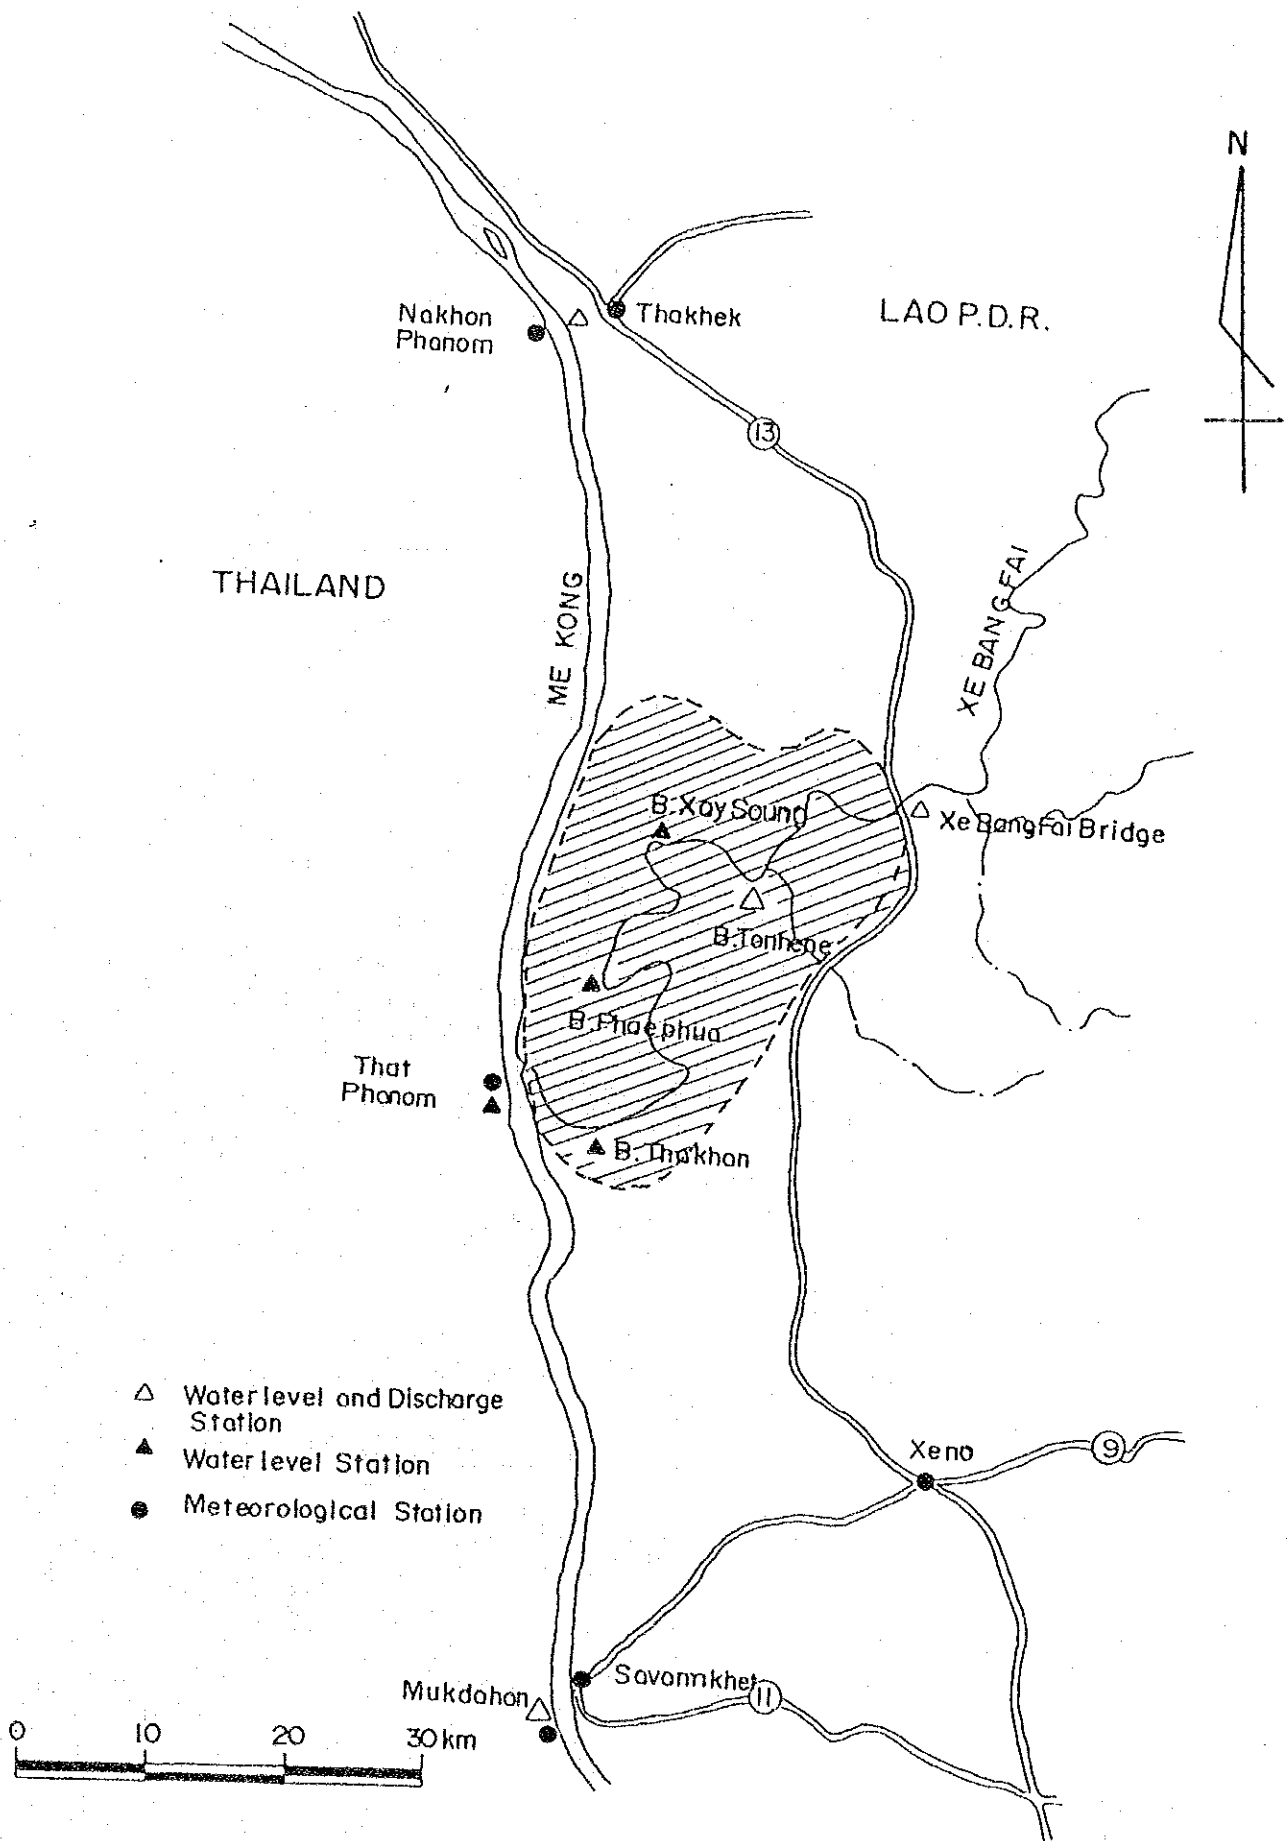 N
Nakhon
Phanom
Thakhek
LAO P.D.R.
13
THAILAND
ME KONG
XE BANG FAI
B. Xay Soung
Xe Bang Fai Bridge
B. Tonhene
B. Phaephua
That
Phanom
B. Thakhan
Water level and Discharge
Station
Water level Station
Meteorological Station
Xeno
9
Savannkhet
11
Mukdahan
0 10 20 30 km